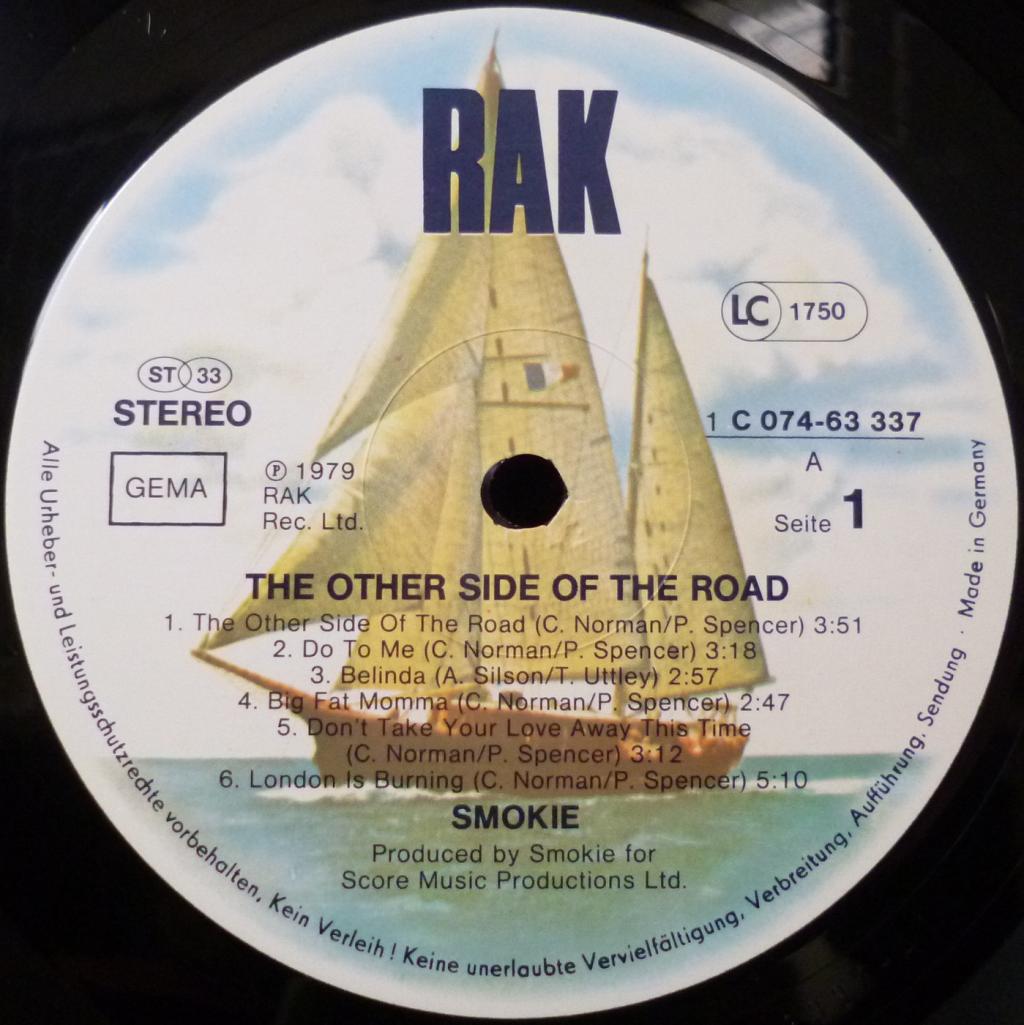 RAK
LC 1750
ST 33
STEREO
1 C 074-63 337
GEMA
℗ 1979
RAK
Rec. Ltd.
A
Seite 1
THE OTHER SIDE OF THE ROAD
1. The Other Side Of The Road (C. Norman/P. Spencer) 3:51
2. Do To Me (C. Norman/P. Spencer) 3:18
3. Belinda (A. Silson/T. Uttley) 2:57
4. Big Fat Momma (C. Norman/P. Spencer) 2:47
5. Don't Take Your Love Away This Time
(C. Norman/P. Spencer) 3:12
6. London Is Burning (C. Norman/P. Spencer) 5:10
SMOKIE
Produced by Smokie for
Score Music Productions Ltd.
Alle Urheber- und Leistungsschutzrechte vorbehalten, Kein Verleih! Keine unerlaubte Vervielfältigung, Verbreitung, Aufführung, Sendung · Made in Germany